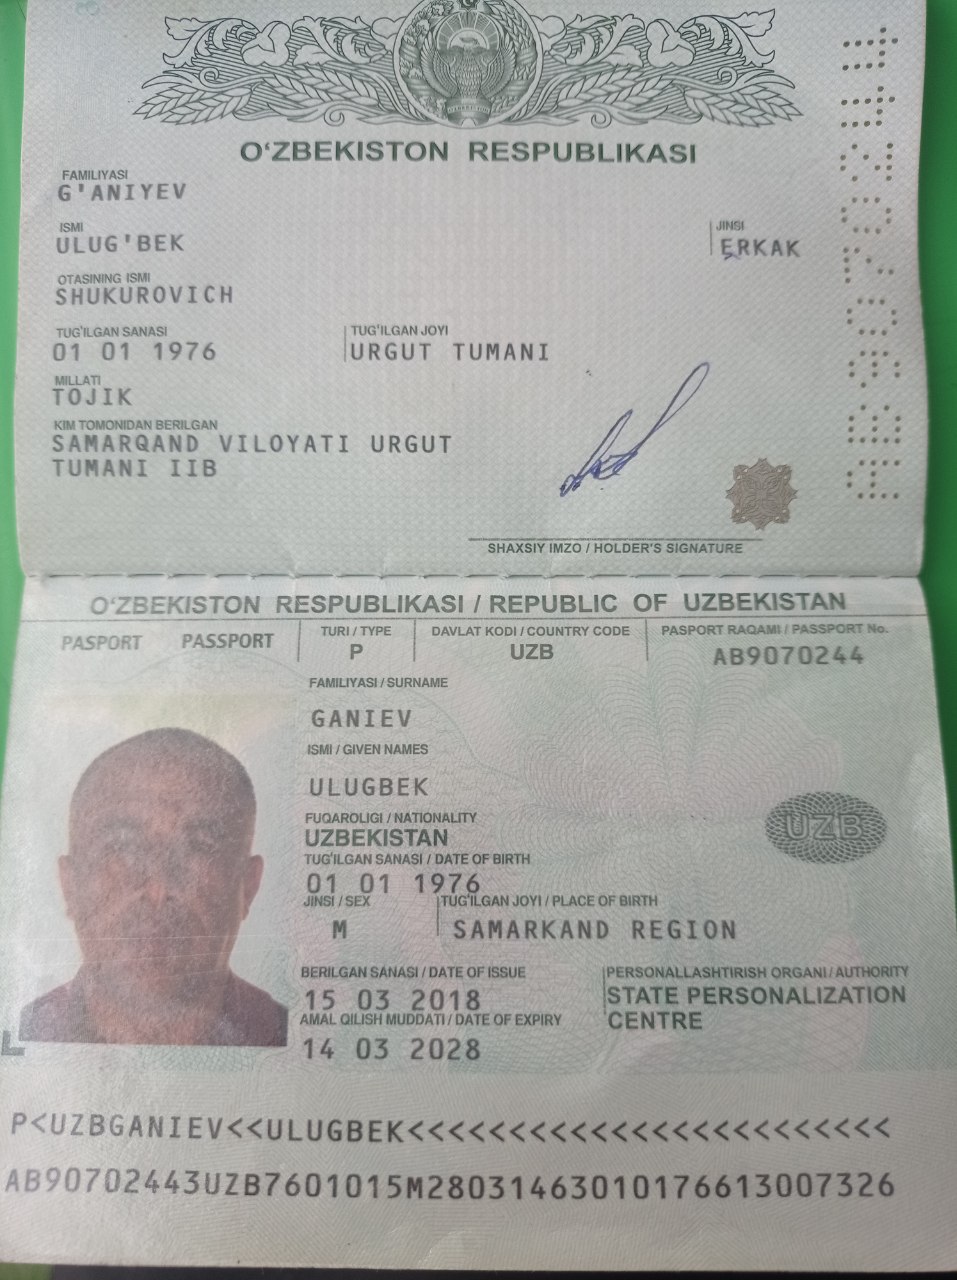 O‘ZBEKISTON RESPUBLIKASI
FAMILIYASI
G'ANIYEV
ISMI
ULUG'BEK
JINSI
ERKAK
OTASINING ISMI
SHUKUROVICH
TUG'ILGAN SANASI
01 01 1976
TUG'ILGAN JOYI
URGUT TUMANI
MILLATI
TOJIK
KIM TOMONIDAN BERILGAN
SAMARQAND VILOYATI URGUT
TUMANI IIB
SHAXSIY IMZO / HOLDER'S SIGNATURE
AB9070244
O‘ZBEKISTON RESPUBLIKASI / REPUBLIC OF UZBEKISTAN
PASPORT PASSPORT
TURI / TYPE
P
DAVLAT KODI / COUNTRY CODE
UZB
PASPORT RAQAMI / PASSPORT No.
AB9070244
FAMILIYASI / SURNAME
GANIEV
ISMI / GIVEN NAMES
ULUGBEK
FUQAROLIGI / NATIONALITY
UZBEKISTAN
TUG'ILGAN SANASI / DATE OF BIRTH
01 01 1976
JINSI / SEX
M
TUG'ILGAN JOYI / PLACE OF BIRTH
SAMARKAND REGION
UZB
BERILGAN SANASI / DATE OF ISSUE
15 03 2018
PERSONALLASHTIRISH ORGANI / AUTHORITY
STATE PERSONALIZATION
CENTRE
AMAL QILISH MUDDATI / DATE OF EXPIRY
14 03 2028
P<UZBGANIEV<<ULUGBEK<<<<<<<<<<<<<<<<<<<<<<<<
AB90702443UZB7601015M28031463010176613007326